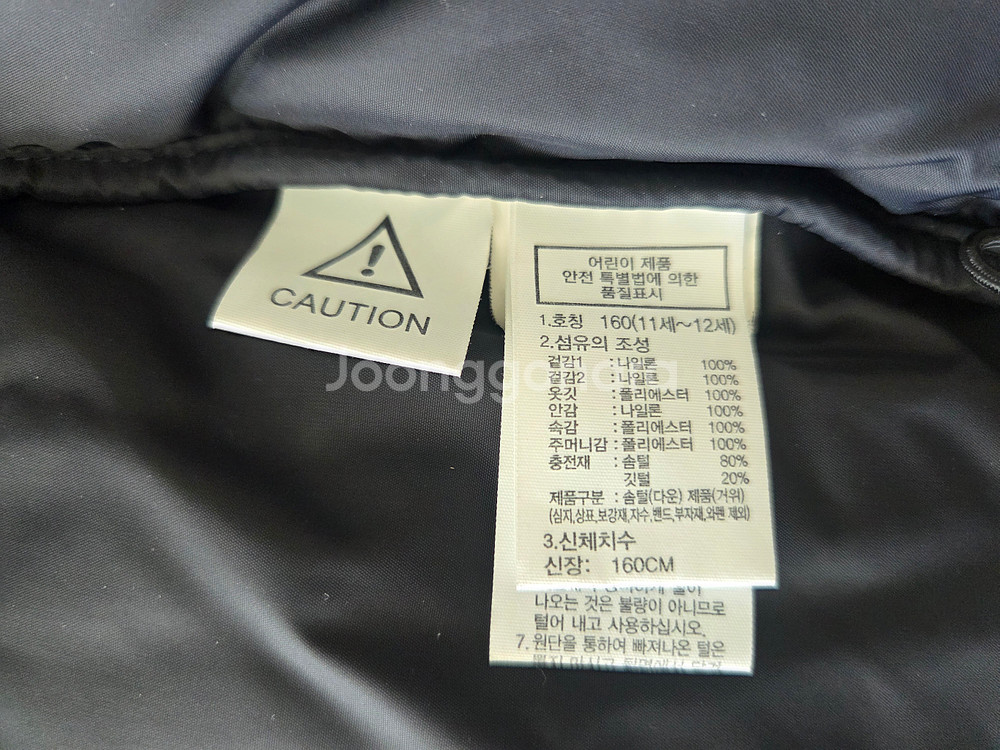 CAUTION
어린이 제품
안전 특별법에 의한
품질표시
1.호칭 160(11세~12세)
2.섬유의 조성
겉감1 : 나일론 100%
겉감2 : 나일론 100%
옷깃 : 폴리에스터 100%
안감 : 나일론 100%
속감 : 폴리에스터 100%
주머니감 : 폴리에스터 100%
충전재 : 솜털 80%
깃털 20%
제품구분 : 솜털(다운) 제품(거위)
(심지,상표,보강재,자수,밴드,부자재,와펜 제외)
3.신체치수
신장: 160CM
나오는 것은 불량이 아니므로
털어 내고 사용하십시오.
7. 원단을 통하여 빠져나온 털은
Joonggonara